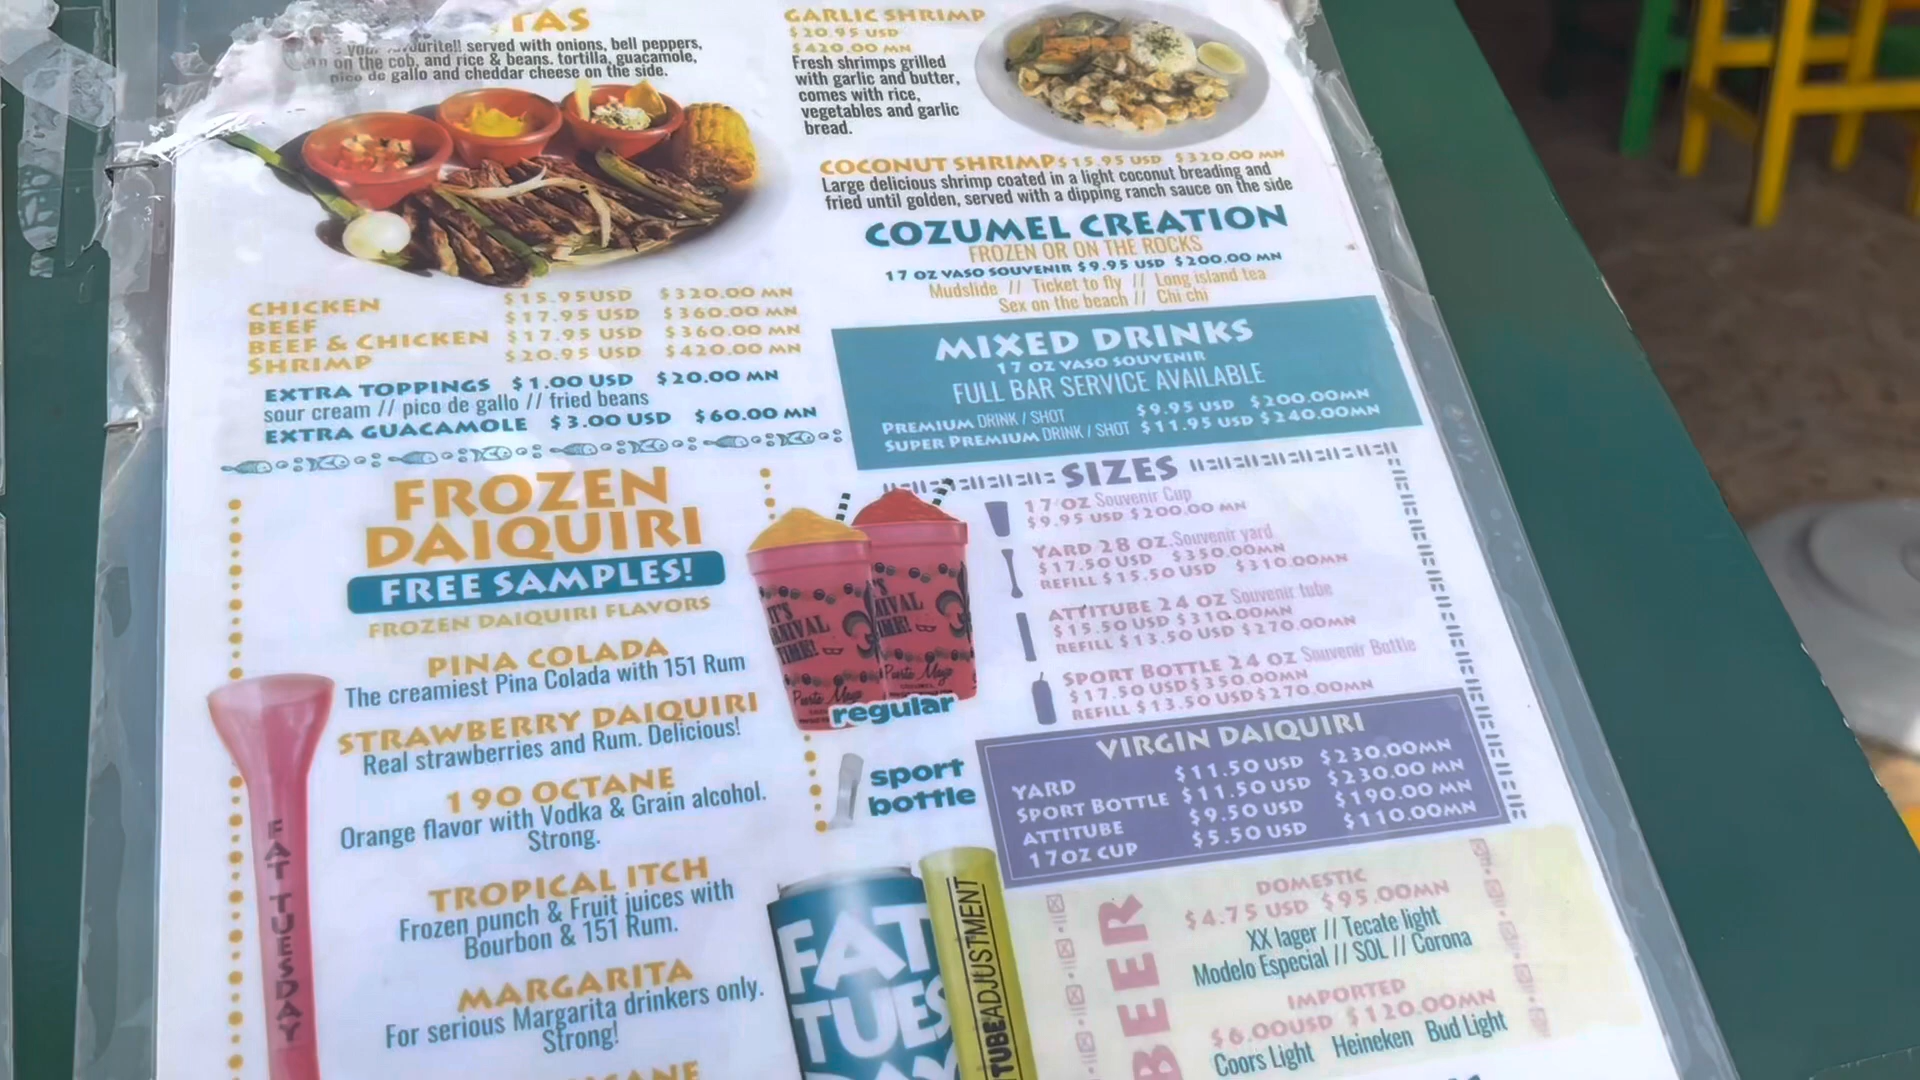 TAS
served with onions, bell peppers,
on the cob, and rice & beans. tortilla, guacamole,
pico de gallo and cheddar cheese on the side.
CHICKEN $15.95 USD $320.00 MN
BEEF $17.95 USD $360.00 MN
BEEF & CHICKEN $17.95 USD $360.00 MN
SHRIMP $20.95 USD $420.00 MN
EXTRA TOPPINGS $1.00 USD $20.00 MN
sour cream // pico de gallo // fried beans
EXTRA GUACAMOLE $3.00 USD $60.00 MN
GARLIC SHRIMP
$20.95 USD
$420.00 MN
Fresh shrimps grilled
with garlic and butter,
comes with rice,
vegetables and garlic
bread.
COCONUT SHRIMP $15.95 USD $320.00 MN
Large delicious shrimp coated in a light coconut breading and
fried until golden, served with a dipping ranch sauce on the side
COZUMEL CREATION
FROZEN OR ON THE ROCKS
17 OZ VASO SOUVENIR $9.95 USD $200.00 MN
Mudslide // Ticket to fly // Long island tea
Sex on the beach // Chi chi
MIXED DRINKS
17 OZ VASO SOUVENIR
FULL BAR SERVICE AVAILABLE
PREMIUM DRINK / SHOT $9.95 USD $200.00MN
SUPER PREMIUM DRINK / SHOT $11.95 USD $240.00MN
FROZEN
DAIQUIRI
FREE SAMPLES!
FROZEN DAIQUIRI FLAVORS
PINA COLADA
The creamiest Pina Colada with 151 Rum
STRAWBERRY DAIQUIRI
Real strawberries and Rum. Delicious!
190 OCTANE
Orange flavor with Vodka & Grain alcohol.
Strong.
TROPICAL ITCH
Frozen punch & Fruit juices with
Bourbon & 151 Rum.
MARGARITA
For serious Margarita drinkers only.
Strong!
FAT TUESDAY
regular
sport
bottle
FAT
TUES
TUBEADJUSTMENT
SIZES
17 OZ Souvenir Cup
$9.95 USD $200.00 MN
YARD 28 OZ. Souvenir yard
$17.50 USD $350.00MN
REFILL $15.50 USD $310.00MN
ATTITUBE 24 OZ Souvenir tube
$15.50USD $310.00MN
REFILL $13.50 USD $270.00MN
SPORT BOTTLE 24 OZ Souvenir Bottle
$17.50 USD $350.00MN
REFILL $13.50 USD $270.00MN
VIRGIN DAIQUIRI
YARD $11.50 USD $230.00MN
SPORT BOTTLE $11.50 USD $230.00 MN
ATTITUBE $9.50 USD $190.00 MN
17OZ CUP $5.50 USD $110.00MN
BEER
DOMESTIC
$4.75 USD $95.00MN
XX lager // Tecate light
Modelo Especial // SOL // Corona
IMPORTED
$6.00USD $120.00MN
Coors Light Heineken Bud Light